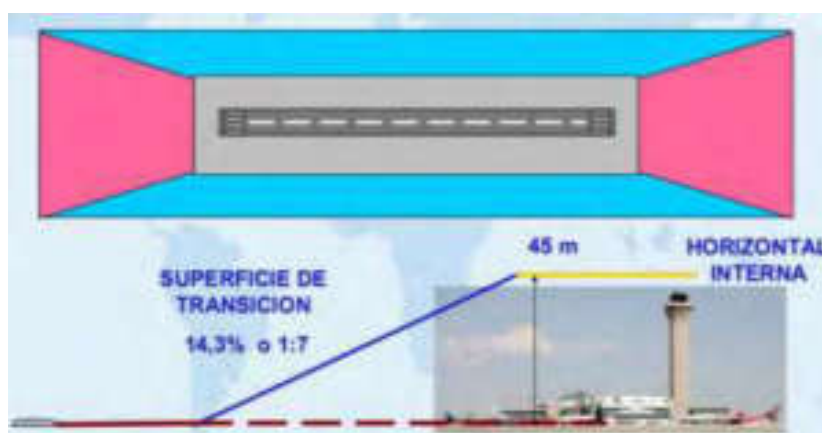 45 m
HORIZONTAL
INTERNA
SUPERFICIE DE
TRANSICION
14,3% o 1:7